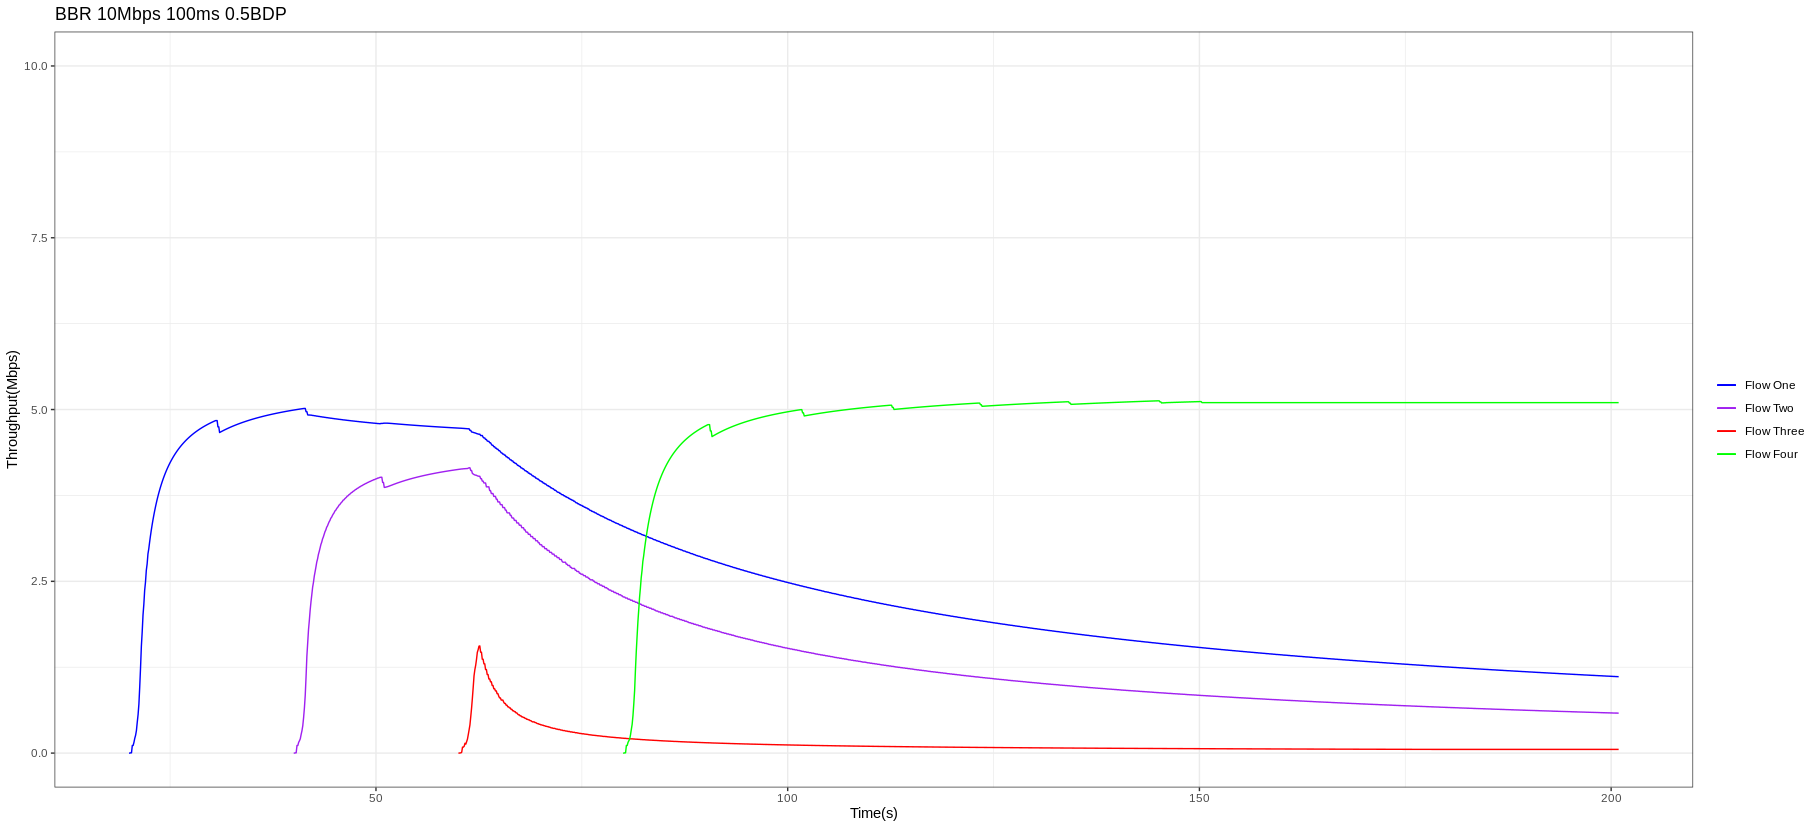 BBR 10Mbps 100ms 0.5BDP
10.0
7.5
5.0
2.5
0.0
Throughput(Mbps)
50
100
150
200
Time(s)
Flow One
Flow Two
Flow Three
Flow Four